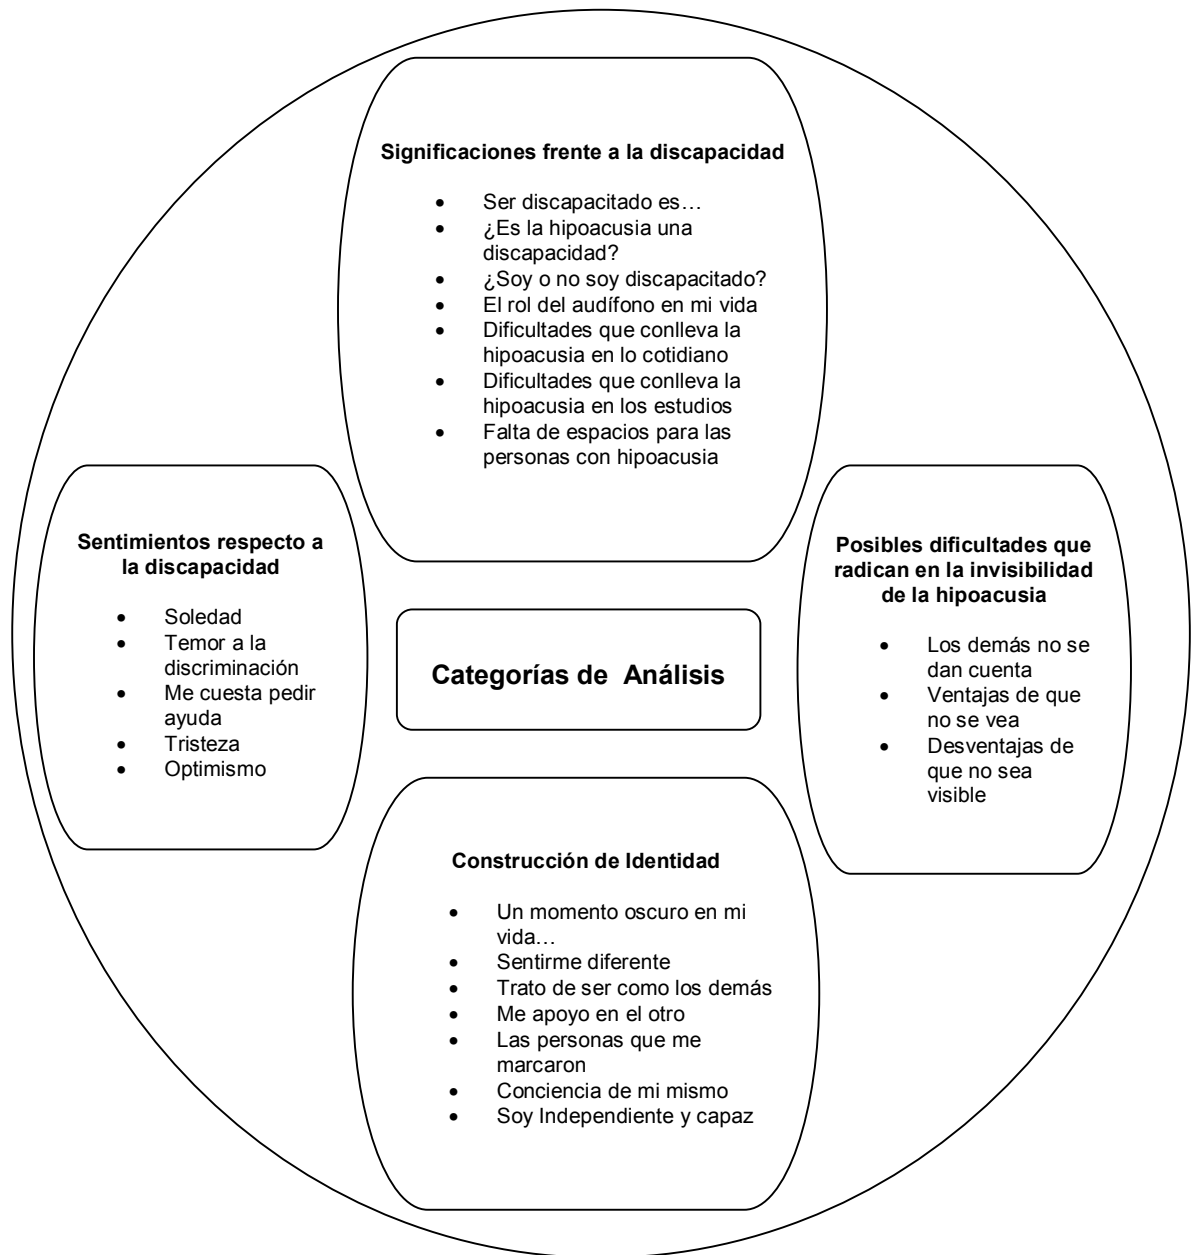 Significaciones frente a la discapacidad
• Ser discapacitado es…
• ¿Es la hipoacusia una
discapacidad?
• ¿Soy o no soy discapacitado?
• El rol del audífono en mi vida
• Dificultades que conlleva la
hipoacusia en lo cotidiano
• Dificultades que conlleva la
hipoacusia en los estudios
• Falta de espacios para las
personas con hipoacusia
Sentimientos respecto a
la discapacidad
• Soledad
• Temor a la
discriminación
• Me cuesta pedir
ayuda
• Tristeza
• Optimismo
Categorías de Análisis
Posibles dificultades que
radican en la invisibilidad
de la hipoacusia
• Los demás no se
dan cuenta
• Ventajas de que
no se vea
• Desventajas de
que no sea
visible
Construcción de Identidad
• Un momento oscuro en mi
vida…
• Sentirme diferente
• Trato de ser como los demás
• Me apoyo en el otro
• Las personas que me
marcaron
• Conciencia de mi mismo
• Soy Independiente y capaz